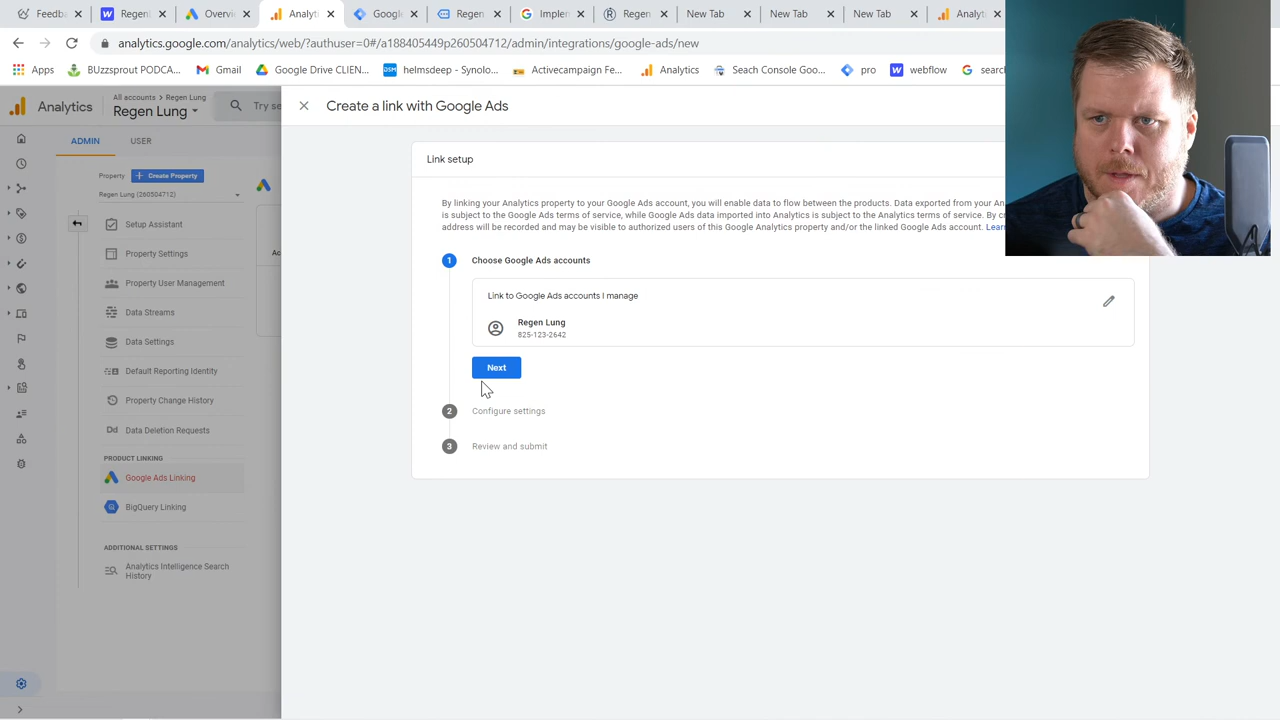 Feedba
Regen L
Overvi
Analyti
Google
Regen
Implem
Regen
New Tab
New Tab
New Tab
Analyti
analytics.google.com/analytics/web/?authuser=0#/a188405449p260504712/admin/integrations/google-ads/new
Apps
BUzzsprout PODCA...
Gmail
Google Drive CLIEN...
helmsdeep - Synolo...
Activecampaign Fe...
Analytics
Seach Console Goo...
pro
webflow
searc
Analytics
All accounts > Regen Lung
Regen Lung
Try se
Create a link with Google Ads
ADMIN
USER
Property
Create Property
Regen Lung (260504712)
Setup Assistant
Property Settings
Property User Management
Data Streams
Data Settings
Default Reporting Identity
Property Change History
Dd Data Deletion Requests
PRODUCT LINKING
Google Ads Linking
BigQuery Linking
ADDITIONAL SETTINGS
Analytics Intelligence Search
History
Ac
Link setup
By linking your Analytics property to your Google Ads account, you will enable data to flow between the products. Data exported from your An
is subject to the Google Ads terms of service, while Google Ads data imported into Analytics is subject to the Analytics terms of service. By c
address will be recorded and may be visible to authorized users of this Google Analytics property and/or the linked Google Ads account. Lear
1 Choose Google Ads accounts
Link to Google Ads accounts I manage
Regen Lung
825-123-2642
Next
2 Configure settings
3 Review and submit